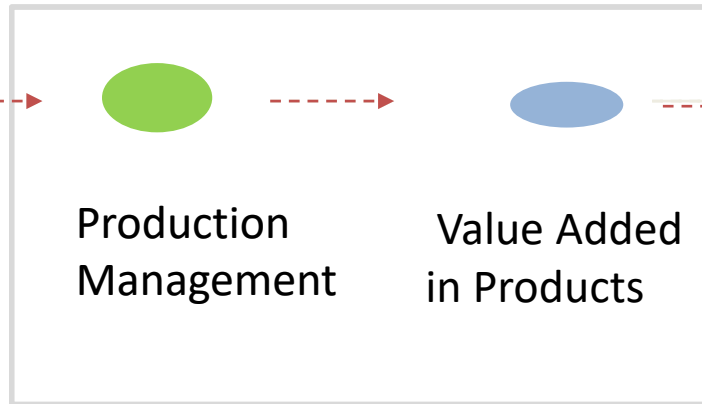 Production
Management
Value Added
in Products